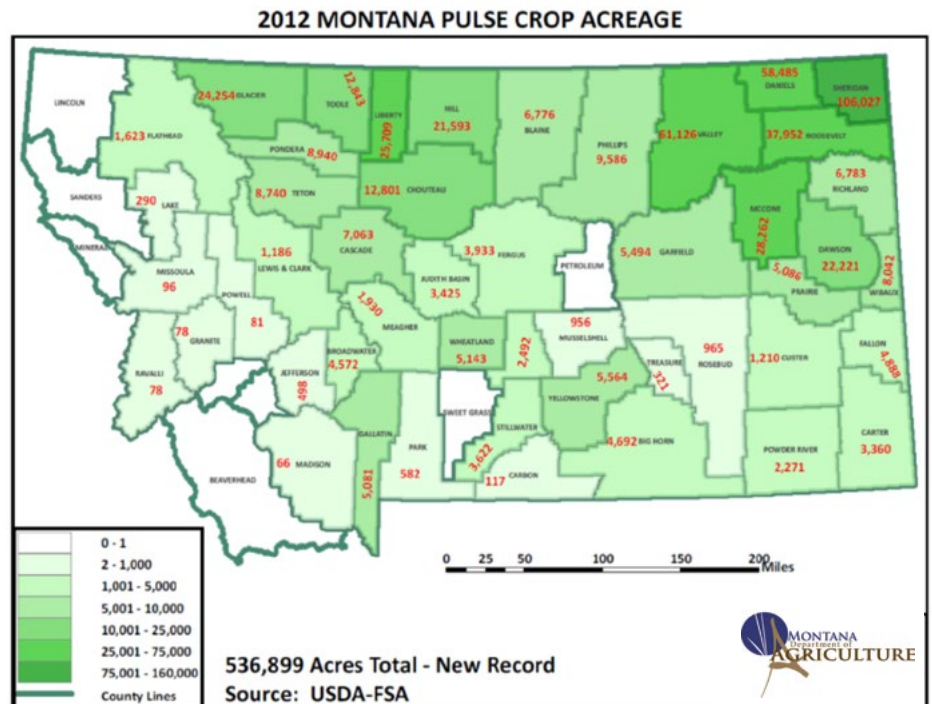 2012 MONTANA PULSE CROP ACREAGE
LINCOLN
1,623 FLATHEAD
24,254 GLACIER
12,843
TOOLE
LIBERTY
25,709
HILL
21,593
6,776
BLAINE
PHILLIPS
9,586
61,126 VALLEY
58,485
DANIELS
SHERIDAN
106,027
37,952 ROOSEVELT
PONDERA 8,940
SANDERS
290 LAKE
8,740 TETON
12,801 CHOUTEAU
6,783
RICHLAND
MCCONE
28,262
MINERAL
MISSOULA
96
POWELL
81
1,186
LEWIS & CLARK
7,063
CASCADE
JUDITH BASIN
3,425
3,933 FERGUS
PETROLEUM
5,494 GARFIELD
DAWSON
22,221
5,086
PRAIRIE
8,042
WIBAUX
78
GRANITE
RAVALLI
78
1,930
MEAGHER
BROADWATER
4,572
JEFFERSON
498
WHEATLAND
5,143
2,492
956
MUSSELSHELL
TREASURE
321
965
ROSEBUD
1,210 CUSTER
FALLON
4,888
5,564
YELLOWSTONE
SWEET GRASS
STILLWATER
3,622
GALLATIN
5,081
PARK
582
117 CARBON
4,692 BIG HORN
POWDER RIVER
2,271
CARTER
3,360
BEAVERHEAD
66 MADISON
0 - 1
2 - 1,000
1,001 - 5,000
5,001 - 10,000
10,001 - 25,000
25,001 - 75,000
75,001 - 160,000
County Lines
0 25 50 100 150 200
Miles
536,899 Acres Total - New Record
Source: USDA-FSA
MONTANA
Department of
AGRICULTURE